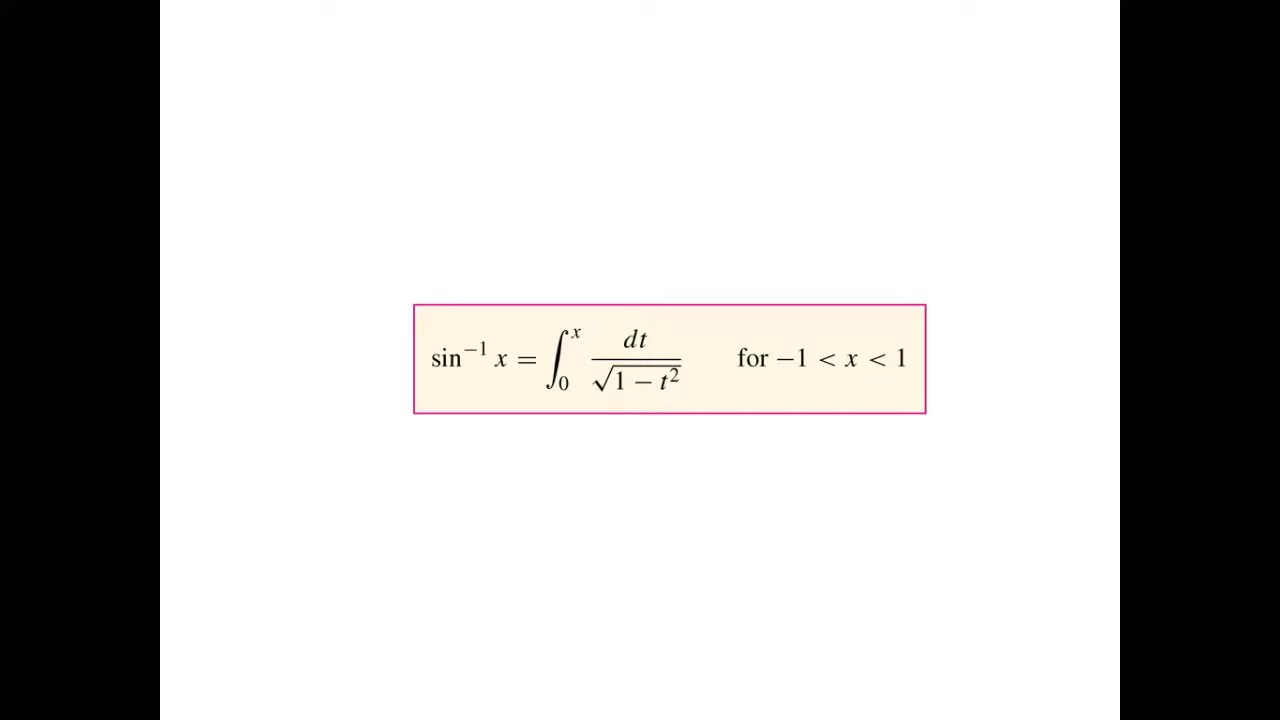 sin⁻¹ x = ∫₀ˣ dt / √(1 − t²) for −1 < x < 1